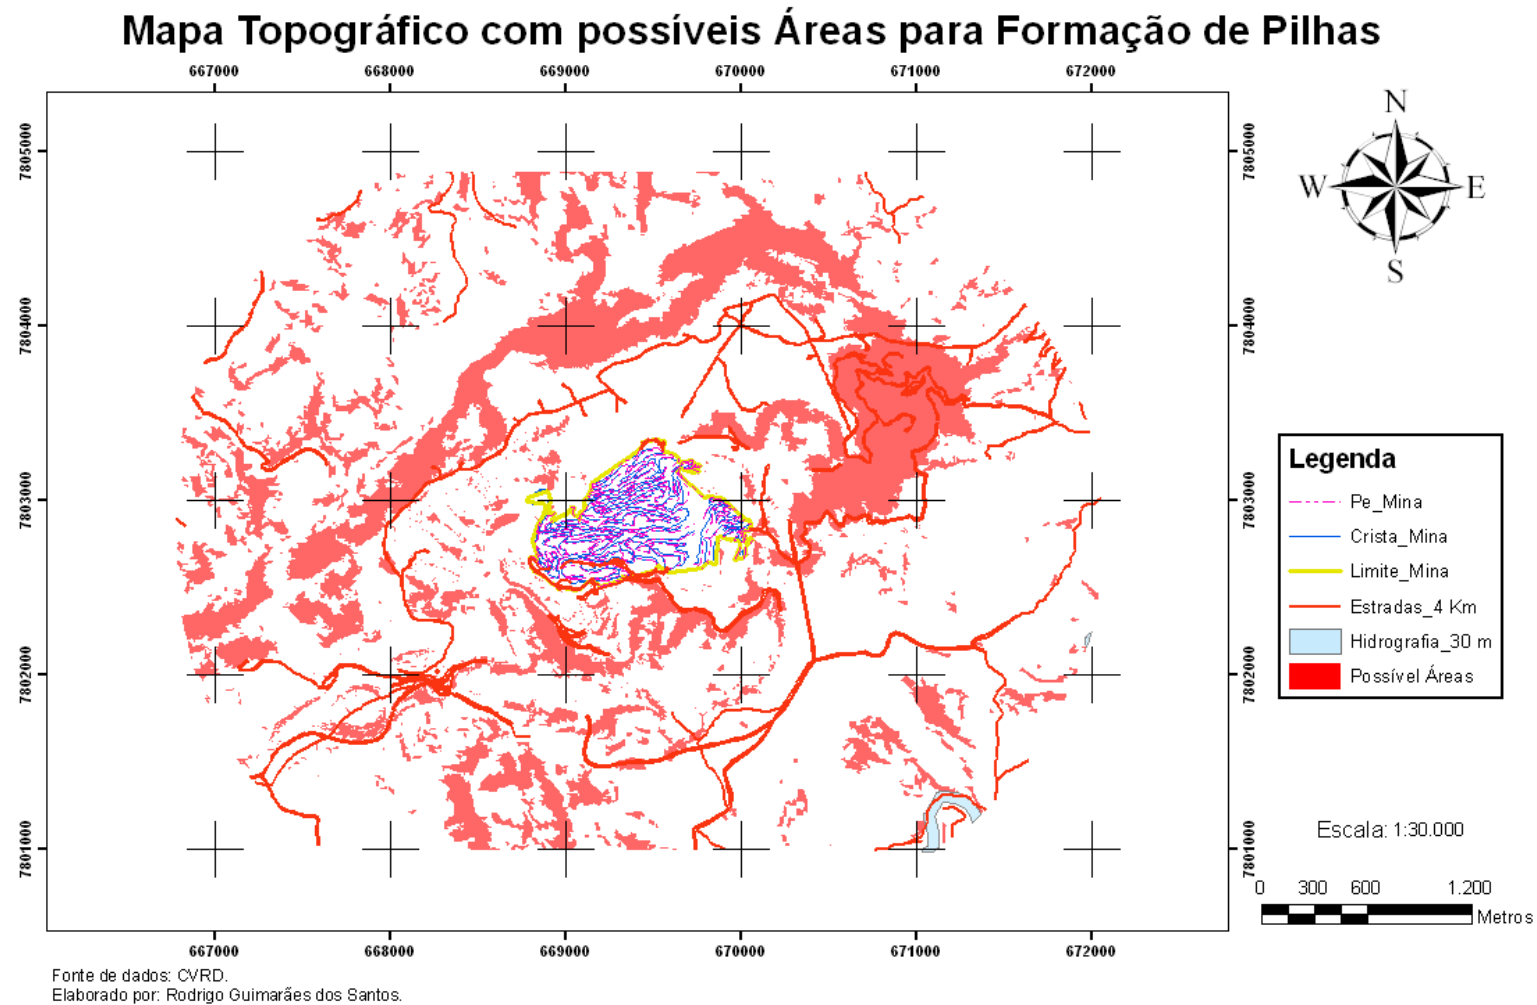 Mapa Topográfico com possíveis Áreas para Formação de Pilhas
667000 668000 669000 670000 671000 672000
7805000 7805000
7804000 7804000
7803000 7803000
7802000 7802000
7801000 7801000
667000 668000 669000 670000 671000 672000
N
W E
S
Legenda
Pe_Mina
Crista_Mina
Limite_Mina
Estradas_4 Km
Hidrografia_30 m
Possível Áreas
Escala: 1:30.000
0 300 600 1.200
Metros
Fonte de dados: CVRD.
Elaborado por: Rodrigo Guimarães dos Santos.